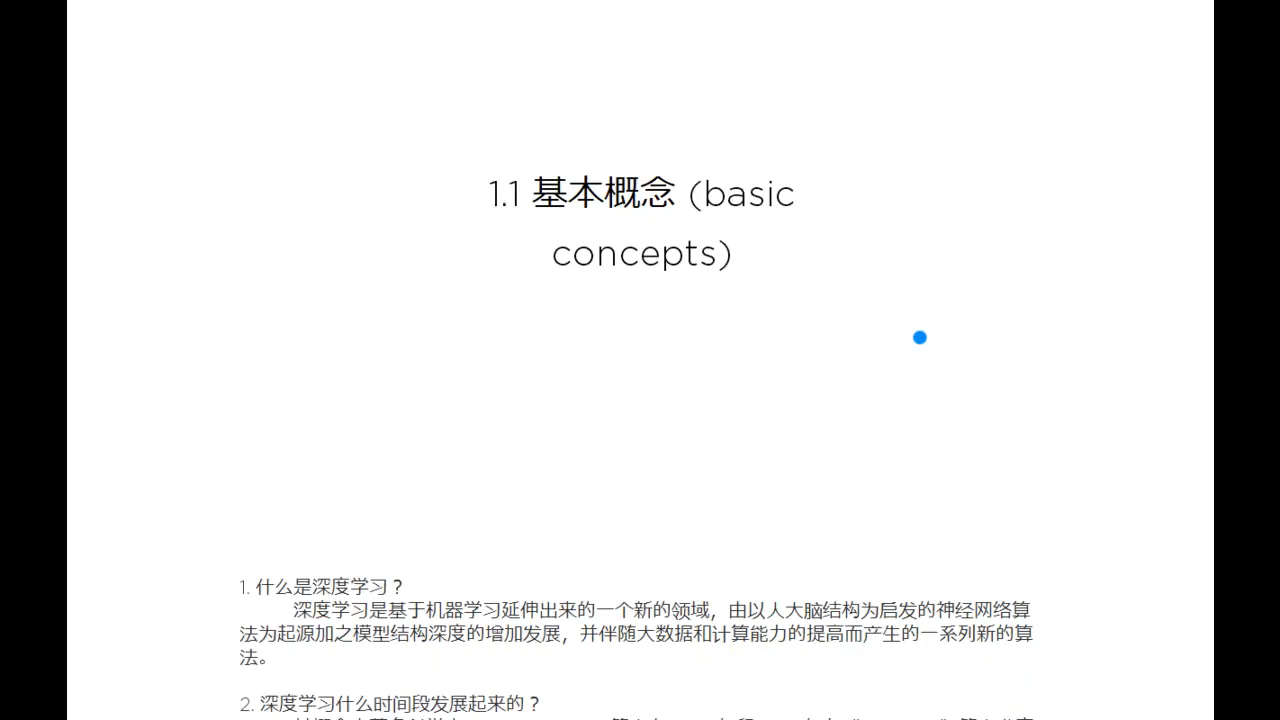 1.1 基本概念 (basic
concepts)
1. 什么是深度学习？
深度学习是基于机器学习延伸出来的一个新的领域，由以人大脑结构为启发的神经网络算
法为起源加之模型结构深度的增加发展，并伴随大数据和计算能力的提高而产生的一系列新的算
法。
2. 深度学习什么时间段发展起来的？